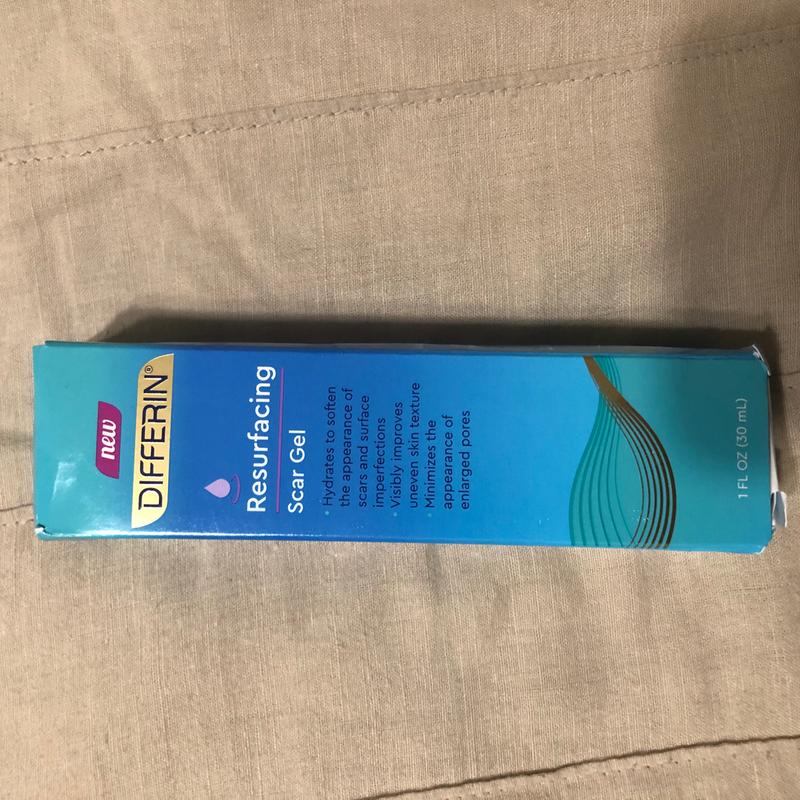 new
DIFFERIN®
Resurfacing
Scar Gel
• Hydrates to soften
the appearance of
scars and surface
imperfections
• Visibly improves
uneven skin texture
• Minimizes the
appearance of
enlarged pores
1 FL OZ (30 mL)